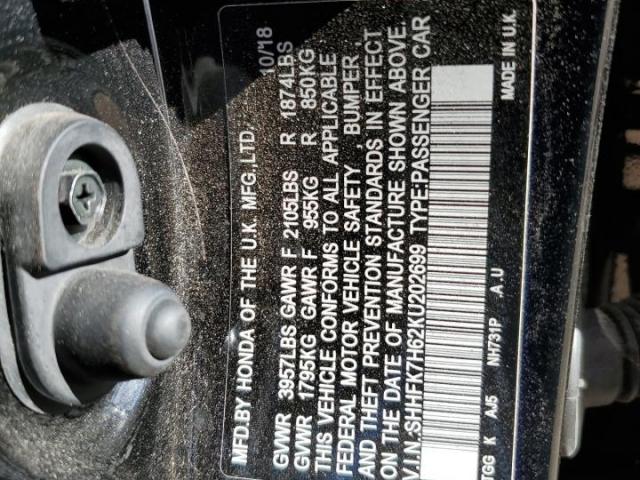 MFD.BY HONDA OF THE U.K. MFG.,LTD., 10/18
GVWR 3957LBS GAWR F 2105LBS R 1874LBS
GVWR 1795KG GAWR F 955KG R 850KG
THIS VEHICLE CONFORMS TO ALL APPLICABLE
FEDERAL MOTOR VEHICLE SAFETY , BUMPER ,
AND THEFT PREVENTION STANDARDS IN EFFECT
ON THE DATE OF MANUFACTURE SHOWN ABOVE.
V.I.N.:SHHFK7H62KU202699 TYPE:PASSENGER CAR
TGG K AJ5 NH731P .A.U MADE IN U.K.